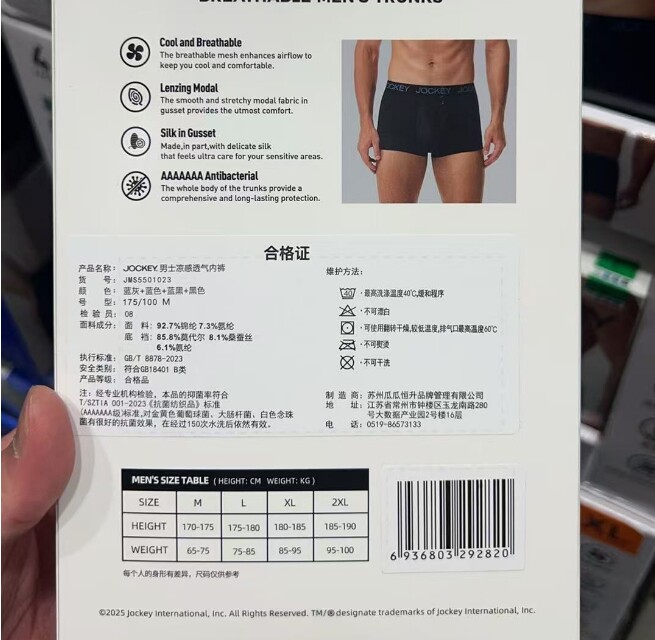 BREATHABLE MEN'S TRUNKS
Cool and Breathable
The breathable mesh enhances airflow to
keep you cool and comfortable.
Lenzing Modal
The smooth and stretchy modal fabric in
gusset provides the utmost comfort.
Silk in Gusset
Made,in part,with delicate silk
that feels ultra care for your sensitive areas.
AAAAAAA Antibacterial
The whole body of the trunks provide a
comprehensive and long-lasting protection.
JOCKEY JOCKEY
合格证
产品名称： JOCKEY.男士凉感透气内裤
货 号： JMS5501023
颜 色： 蓝灰+蓝色+蓝黑+黑色
号 型： 175/100 M
检 验 员： 08
面料成分： 面 料：92.7%锦纶 7.3%氨纶
底 裆：85.8%莫代尔 8.1%桑蚕丝
6.1%氨纶
执行标准： GB/T 8878-2023
安全类别： 符合GB18401 B类
产品等级： 合格品
注：经专业机构检验，本品的抑菌率符合
T/SZTIA 001-2023《抗菌纺织品》标准
(AAAAAAA级)标准,对金黄色葡萄球菌、大肠杆菌、白色念珠
菌有很好的抗菌效果，在经过150次水洗后依然有效。
维护方法：
·最高洗涤温度40℃,缓和程序
·不可漂白
·可使用翻转干燥,较低温度,排气口最高温度60℃
·不可熨烫
·不可干洗
制 造 商：苏州瓜瓜恒升品牌管理有限公司
地 址：江苏省常州市钟楼区玉龙南路280
号大数据产业园2号楼16层
电 话：0519-86573133
MEN'S SIZE TABLE ( HEIGHT: CM WEIGHT: KG )
SIZE M L XL 2XL
HEIGHT 170-175 175-180 180-185 185-190
WEIGHT 65-75 75-85 85-95 95-100
每个人的身形有差异，尺码仅供参考
6 936803 292820
©2025 Jockey International, Inc. All Rights Reserved. TM/® designate trademarks of Jockey International, Inc.
XL